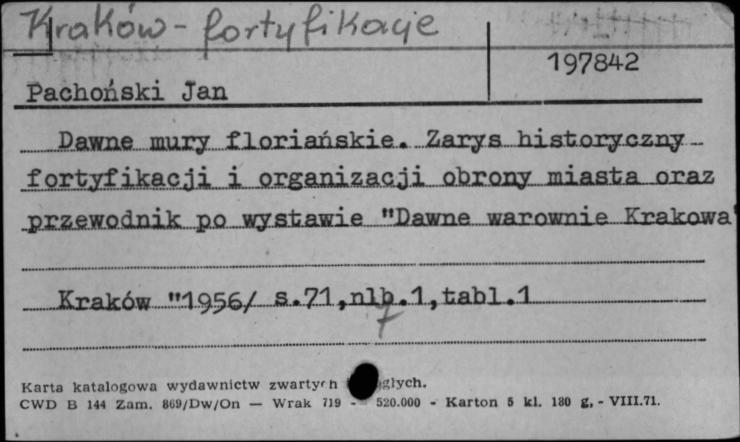 Kraków - fortyfikacje
197842
Pachoński Jan
Dawne mury floriańskie. Zarys historyczny
fortyfikacji i organizacji obrony miasta oraz
przewodnik po wystawie "Dawne warownie Krakowa"
Kraków "1956/ s.71,nlb.1,tabl.1
7
Karta katalogowa wydawnictw zwartych
CWD B 144 Zam. 869/Dw/On — Wrak 719 - 520.000 - Karton 5 kl. 180 g. - VIII.71.